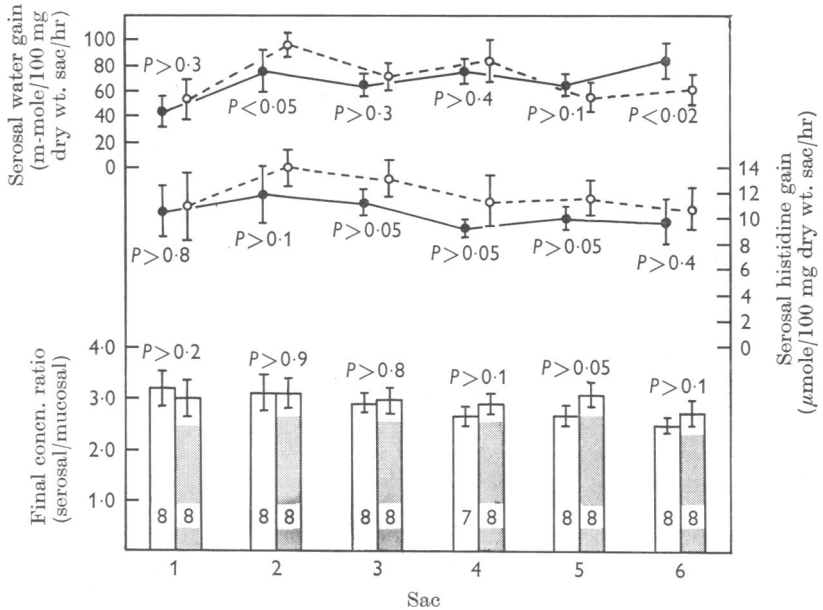 Serosal water gain
(m-mole/100 mg
dry wt. sac/hr)
100
80
60
40
20
0
P>0·3
P<0·05
P>0·3
P>0·4
P>0·1
P<0·02
Serosal histidine gain
(μmole/100 mg dry wt. sac/hr)
14
12
10
8
6
4
2
0
P>0·8
P>0·1
P>0·05
P>0·05
P>0·05
P>0·4
Final concn. ratio
(serosal/mucosal)
4·0
3·0
2·0
1·0
P>0·2
P>0·9
P>0·8
P>0·1
P>0·05
P>0·1
8 8 8 8 8 8 7 8 8 8 8 8
1 2 3 4 5 6
Sac